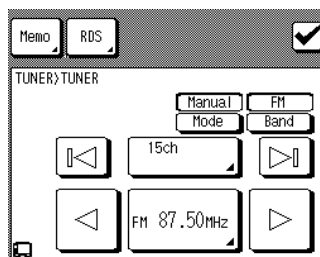 Memo RDS
TUNER>TUNER
Manual FM
Mode Band
15ch
FM 87.50MHz